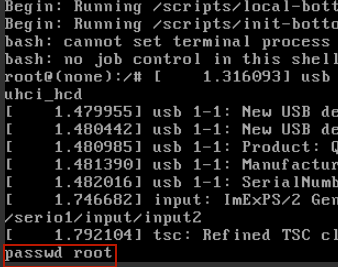 Begin: Running /scripts/local-bott
Begin: Running /scripts/init-botto
bash: cannot set terminal process
bash: no job control in this shell
root@(none):/# [    1.316093] usb
uhci_hcd
[    1.479955] usb 1-1: New USB de
[    1.480442] usb 1-1: New USB de
[    1.480985] usb 1-1: Product: Q
[    1.481390] usb 1-1: Manufactur
[    1.482016] usb 1-1: SerialNumb
[    1.746682] input: ImExPS/2 Gen
/serio1/input/input2
[    1.792104] tsc: Refined TSC cl
passwd root